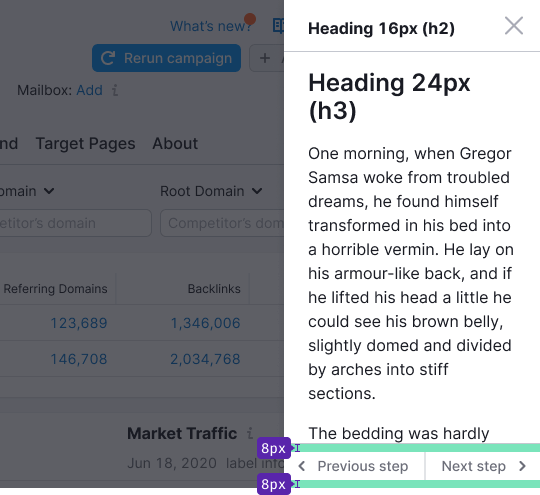 What's new?
Rerun campaign
Mailbox: Add
nd Target Pages About
omain Root Domain
etitor's domain Competitor's domain
Referring Domains Backlinks
123,689 1,346,006
146,708 2,034,768
Market Traffic
Jun 18, 2020 label info
Heading 16px (h2)
Heading 24px
(h3)
One morning, when Gregor
Samsa woke from troubled
dreams, he found himself
transformed in his bed into
a horrible vermin. He lay on
his armour-like back, and if
he lifted his head a little he
could see his brown belly,
slightly domed and divided
by arches into stiff
sections.
The bedding was hardly
8px
Previous step Next step
8px